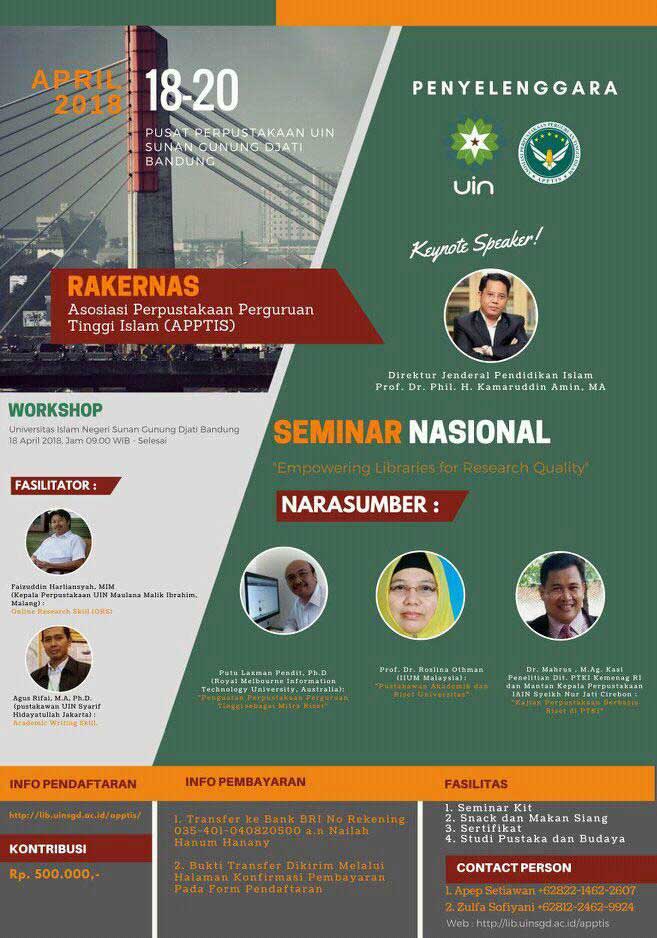 APRIL
2018
18-20
PUSAT PERPUSTAKAAN UIN
SUNAN GUNUNG DJATI
BANDUNG
PENYELENGGARA
uin
APPTIS
Keynote Speaker!
RAKERNAS
Asosiasi Perpustakaan Perguruan
Tinggi Islam (APPTIS)
Direktur Jenderal Pendidikan Islam
Prof. Dr. Phil. H. Kamaruddin Amin, MA
WORKSHOP
Universitas Islam Negeri Sunan Gunung Djati Bandung
18 April 2018, Jam 09.00 WIB - Selesai
SEMINAR NASIONAL
"Empowering Libraries for Research Quality"
FASILITATOR :
Faizuddin Harliansyah, MIM
(Kepala Perpustakaan UIN Maulana Malik Ibrahim,
Malang) :
Online Research Skill (ORS)
Agus Rifai, M.A, Ph.D.
(pustakawan UIN Syarif
Hidayatullah Jakarta) :
Academic Writing Skill.
NARASUMBER :
Putu Laxman Pendit, Ph.D
(Royal Melbourne Information
Technology University, Australia):
"Penguatan Perpustakaan Perguruan
Tinggi sebagai Mitra Riset"
Prof. Dr. Roslina Othman
(IIUM Malaysia) :
"Pustakawan Akademik dan
Riset Universitas"
Dr. Mahrus , M.Ag. Kasi
Penelitian Dit. PTKI Kemenag RI
dan Mantan Kepala Perpustakaan
IAIN Syeikh Nur Jati Cirebon :
"Kajian Perpustakaan Berbasis
Riset di PTKI"
INFO PENDAFTARAN
http://lib.uinsgd.ac.id/apptis/
KONTRIBUSI
Rp. 500.000,-
INFO PEMBAYARAN
1. Transfer ke Bank BRI No Rekening
035-401-040820500 a.n Nailah
Hanum Hanany
2. Bukti Transfer Dikirim Melalui
Halaman Konfirmasi Pembayaran
Pada Form Pendaftaran
FASILITAS
1. Seminar Kit
2. Snack dan Makan Siang
3. Sertifikat
4. Studi Pustaka dan Budaya
CONTACT PERSON
1. Apep Setiawan +62822-1462-2607
2. Zulfa Sofiyani +62812-2462-9924
Web : http://lib.uinsgd.ac.id/apptis